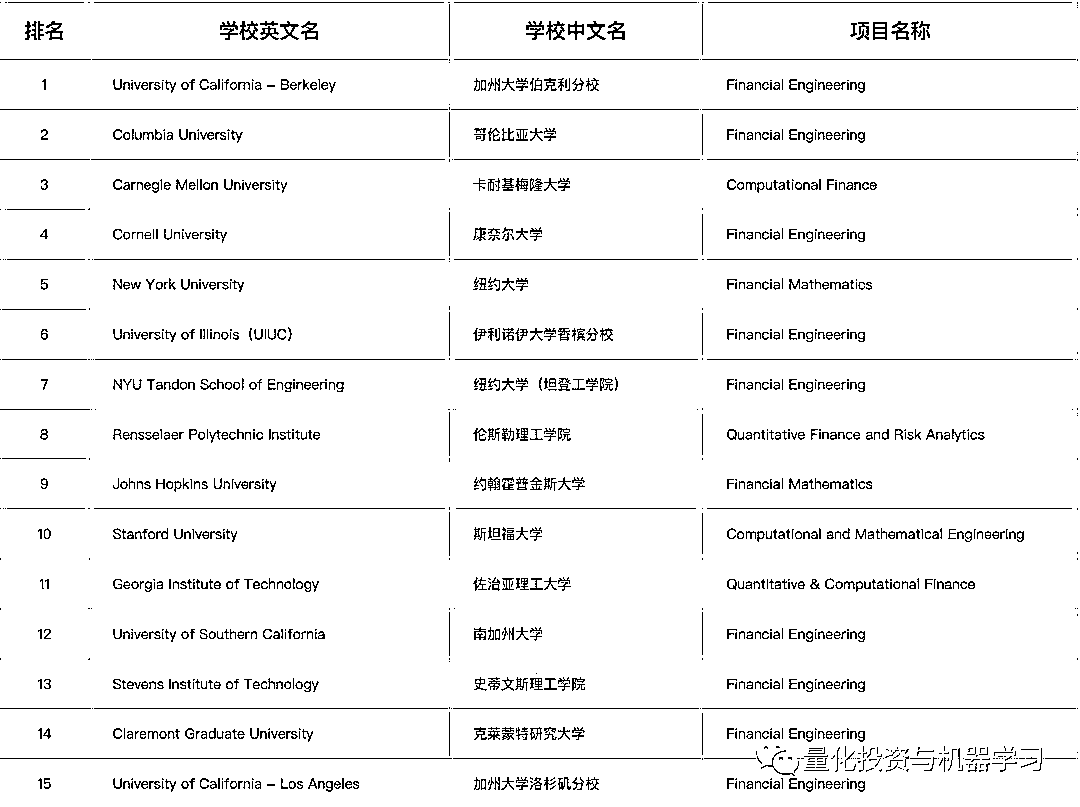 排名 学校英文名 学校中文名 项目名称
1 University of California – Berkeley 加州大学伯克利分校 Financial Engineering
2 Columbia University 哥伦比亚大学 Financial Engineering
3 Carnegie Mellon University 卡耐基梅隆大学 Computational Finance
4 Cornell University 康奈尔大学 Financial Engineering
5 New York University 纽约大学 Financial Mathematics
6 University of Illinois（UIUC） 伊利诺伊大学香槟分校 Financial Engineering
7 NYU Tandon School of Engineering 纽约大学（坦登工学院） Financial Engineering
8 Rensselaer Polytechnic Institute 伦斯勒理工学院 Quantitative Finance and Risk Analytics
9 Johns Hopkins University 约翰霍普金斯大学 Financial Mathematics
10 Stanford University 斯坦福大学 Computational and Mathematical Engineering
11 Georgia Institute of Technology 佐治亚理工大学 Quantitative & Computational Finance
12 University of Southern California 南加州大学 Financial Engineering
13 Stevens Institute of Technology 史蒂文斯理工学院 Financial Engineering
14 Claremont Graduate University 克莱蒙特研究大学 Financial Engineering
量化投资与机器学习
15 University of California – Los Angeles 加州大学洛杉矶分校 Financial Engineering